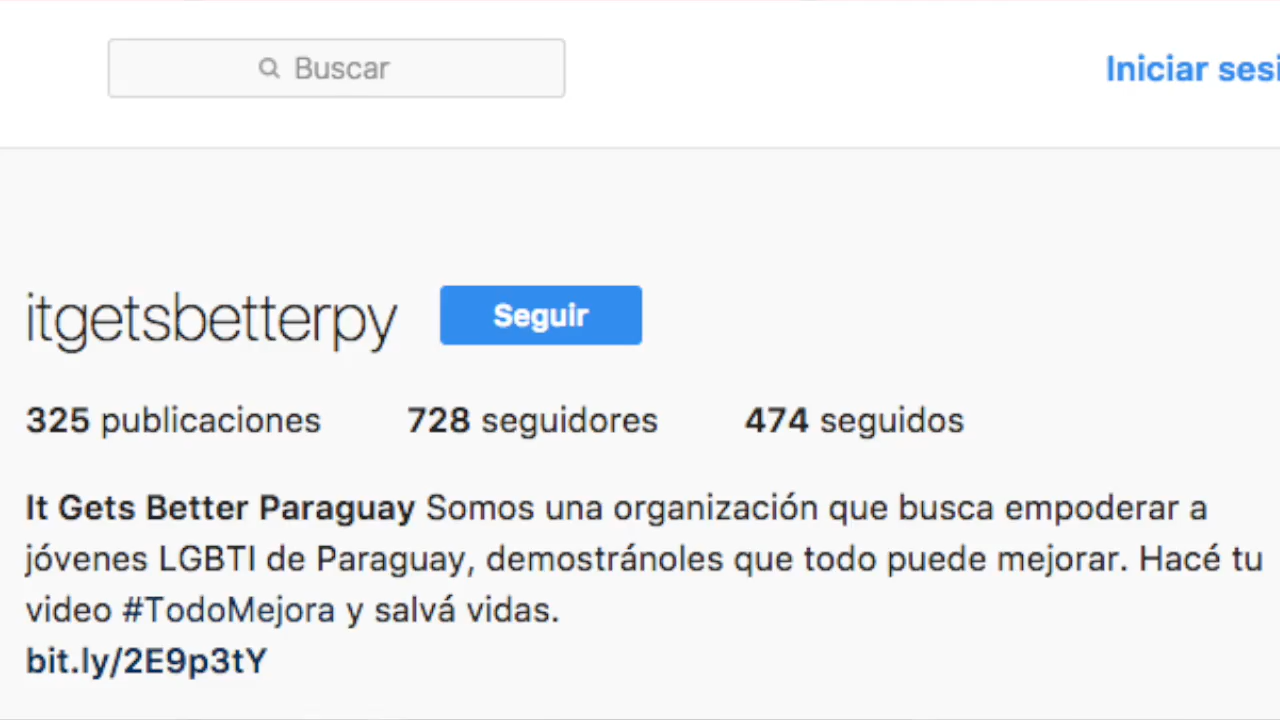 Buscar
Iniciar sesi
itgetsbetterpy Seguir
325 publicaciones 728 seguidores 474 seguidos
It Gets Better Paraguay Somos una organización que busca empoderar a
jóvenes LGBTI de Paraguay, demostránoles que todo puede mejorar. Hacé tu
video #TodoMejora y salvá vidas.
bit.ly/2E9p3tY